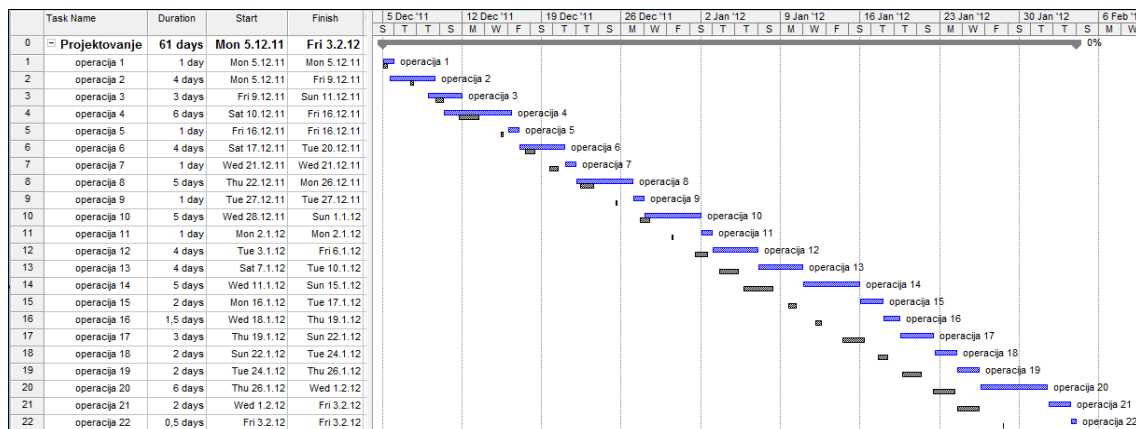 Task Name Duration Start Finish 5 Dec '11 12 Dec '11 19 Dec '11 26 Dec '11 2 Jan '12 9 Jan '12 16 Jan '12 23 Jan '12 30 Jan '12 6 Feb '1
S T T S M W F S T T S M W F S T T S M W F S T T S M W F S T T S M W
0 Projektovanje 61 days Mon 5.12.11 Fri 3.2.12 0%
1 operacija 1 1 day Mon 5.12.11 Mon 5.12.11 operacija 1
2 operacija 2 4 days Mon 5.12.11 Fri 9.12.11 operacija 2
3 operacija 3 3 days Fri 9.12.11 Sun 11.12.11 operacija 3
4 operacija 4 6 days Sat 10.12.11 Fri 16.12.11 operacija 4
5 operacija 5 1 day Fri 16.12.11 Fri 16.12.11 operacija 5
6 operacija 6 4 days Sat 17.12.11 Tue 20.12.11 operacija 6
7 operacija 7 1 day Wed 21.12.11 Wed 21.12.11 operacija 7
8 operacija 8 5 days Thu 22.12.11 Mon 26.12.11 operacija 8
9 operacija 9 1 day Tue 27.12.11 Tue 27.12.11 operacija 9
10 operacija 10 5 days Wed 28.12.11 Sun 1.1.12 operacija 10
11 operacija 11 1 day Mon 2.1.12 Mon 2.1.12 operacija 11
12 operacija 12 4 days Tue 3.1.12 Fri 6.1.12 operacija 12
13 operacija 13 4 days Sat 7.1.12 Tue 10.1.12 operacija 13
14 operacija 14 5 days Wed 11.1.12 Sun 15.1.12 operacija 14
15 operacija 15 2 days Mon 16.1.12 Tue 17.1.12 operacija 15
16 operacija 16 1,5 days Wed 18.1.12 Thu 19.1.12 operacija 16
17 operacija 17 3 days Thu 19.1.12 Sun 22.1.12 operacija 17
18 operacija 18 2 days Sun 22.1.12 Tue 24.1.12 operacija 18
19 operacija 19 2 days Tue 24.1.12 Thu 26.1.12 operacija 19
20 operacija 20 6 days Thu 26.1.12 Wed 1.2.12 operacija 20
21 operacija 21 2 days Wed 1.2.12 Fri 3.2.12 operacija 21
22 operacija 22 0,5 days Fri 3.2.12 Fri 3.2.12 operacija 22